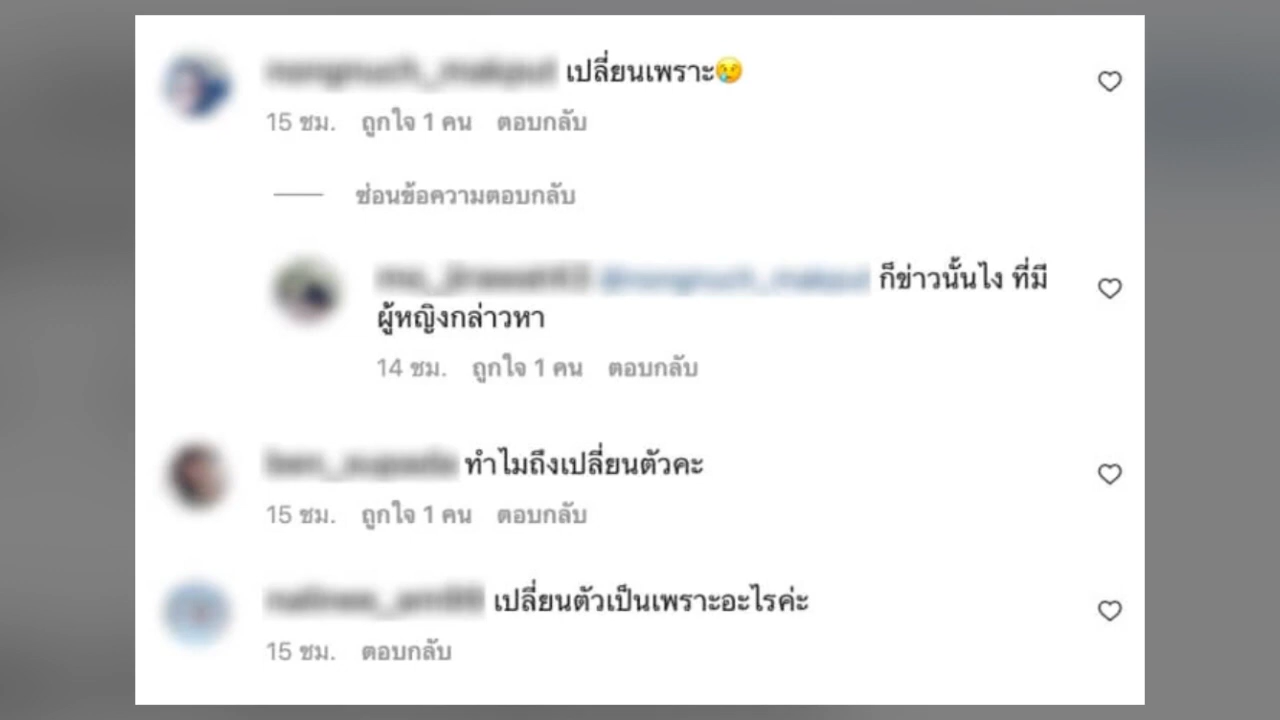 เปลี่ยนเพราะ😢
15 ชม. ถูกใจ 1 คน ตอบกลับ
ซ่อนข้อความตอบกลับ
ก็ข่าวนั้นไง ที่มี
ผู้หญิงกล่าวหา
14 ชม. ถูกใจ 1 คน ตอบกลับ
ทำไมถึงเปลี่ยนตัวคะ
15 ชม. ถูกใจ 1 คน ตอบกลับ
เปลี่ยนตัวเป็นเพราะอะไรค่ะ
15 ชม. ตอบกลับ